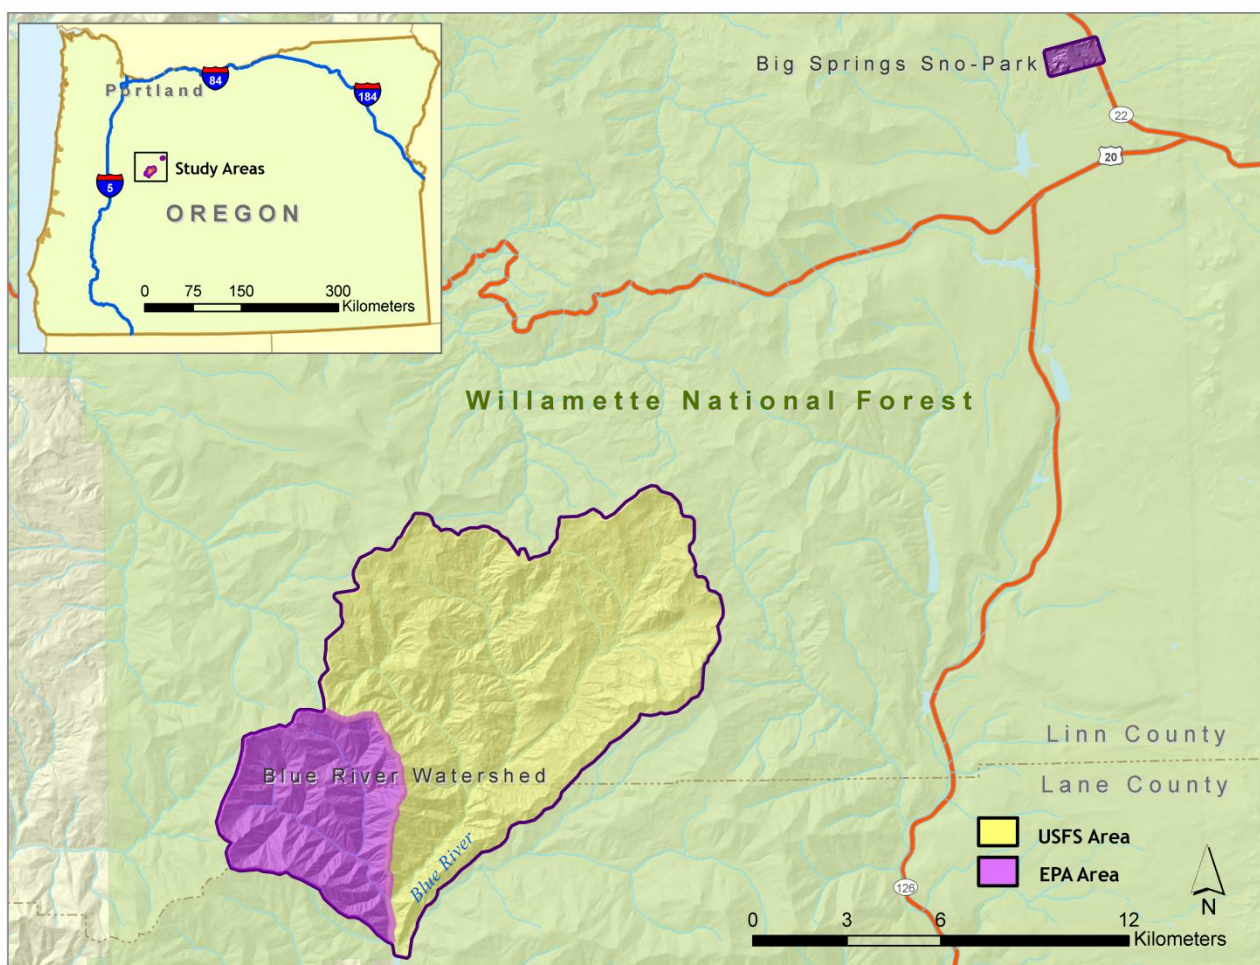 84
Portland
184
Study Areas
5
OREGON
0 75 150 300
Kilometers
Big Springs Sno-Park
22
20
Willamette National Forest
Blue River Watershed
Blue River
Linn County
Lane County
USFS Area
EPA Area
126
N
0 3 6 12
Kilometers